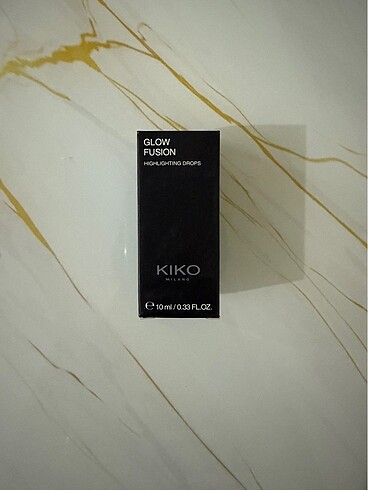 GLOW
FUSION
HIGHLIGHTING DROPS
KIKO
MILANO
℮ 10 ml / 0.33 FL.OZ.